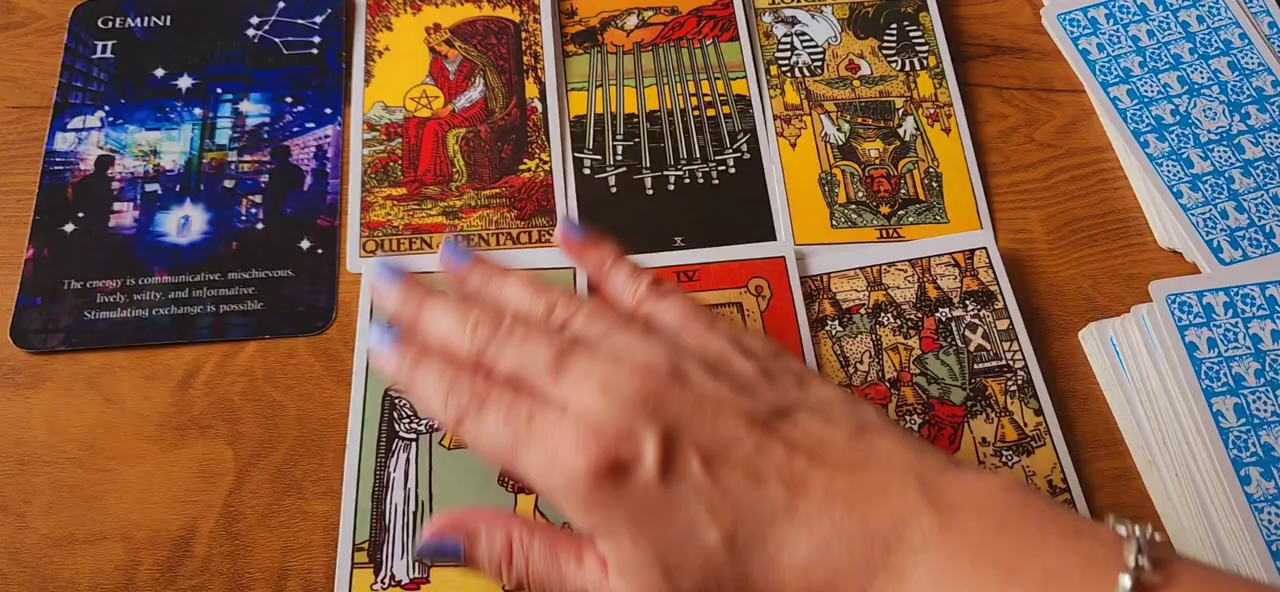 GEMINI
II
The energy is communicative, mischievous,
lively, witty, and informative.
Stimulating exchange is possible.
QUEEN of PENTACLES
X
VII
IV